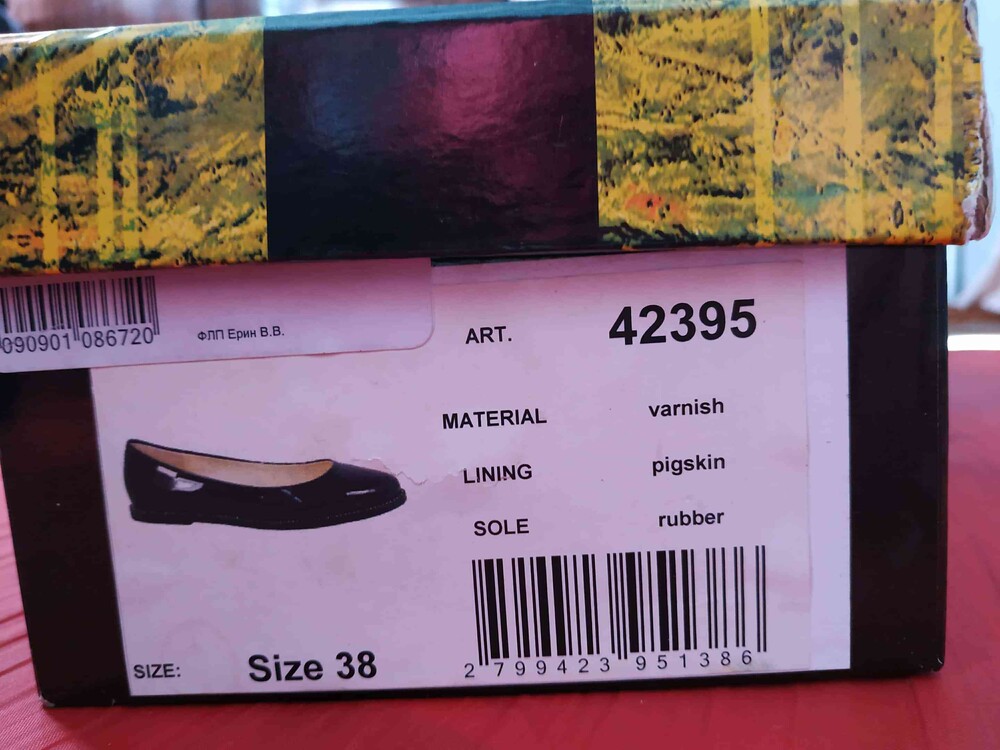 090901 086720
ФЛП Ерин В.В.
ART. 42395
MATERIAL varnish
LINING pigskin
SOLE rubber
SIZE: Size 38
2 799423 951386